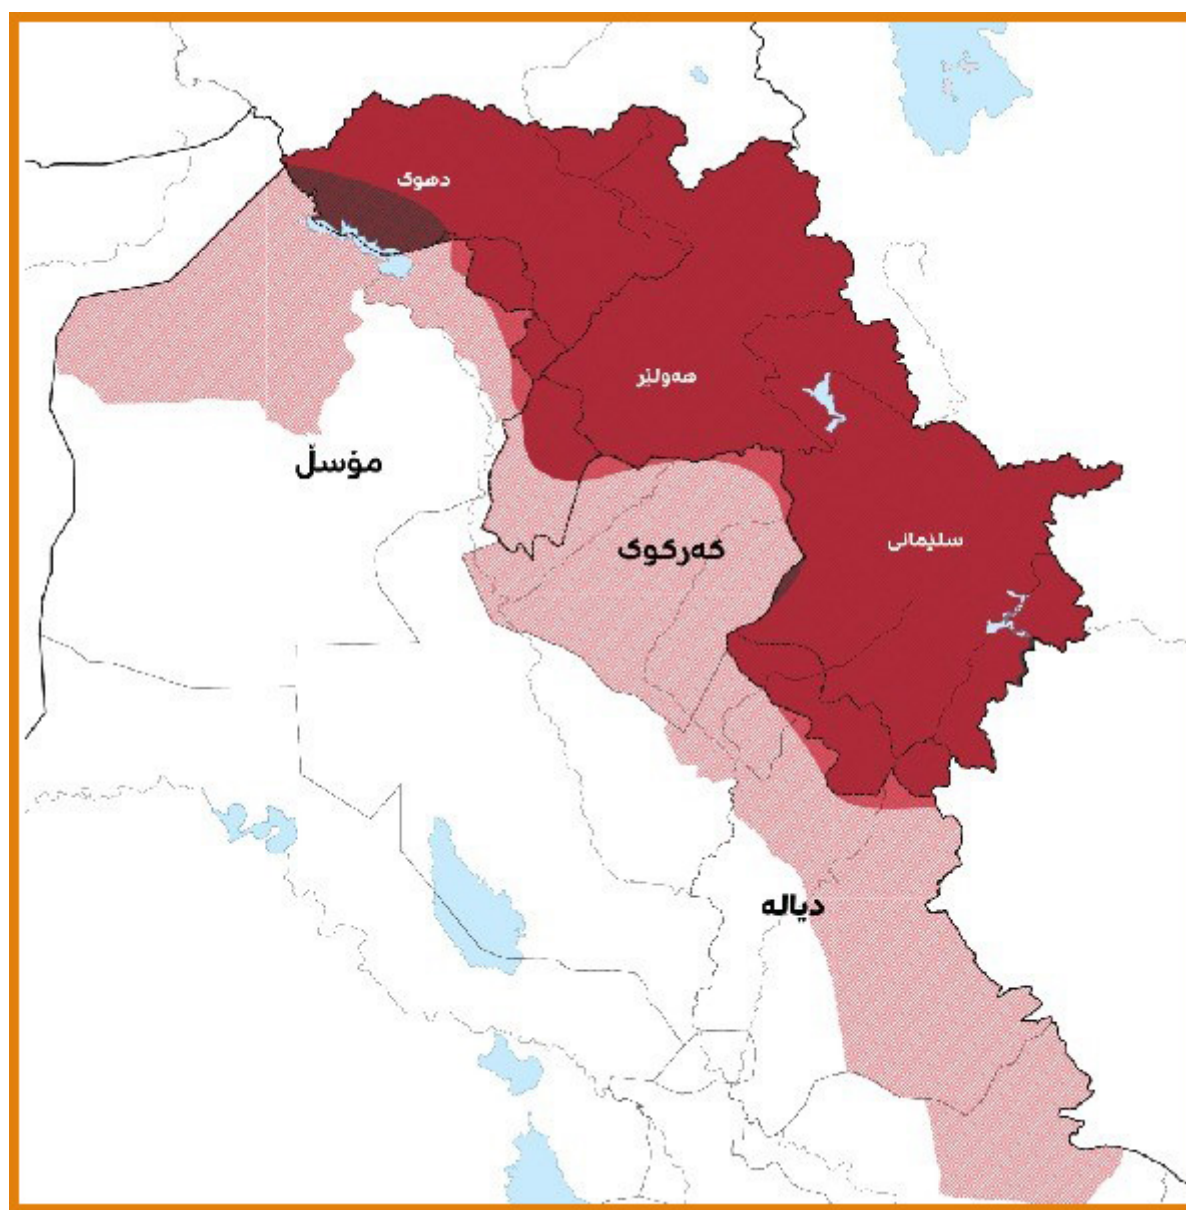 دهوک
هەولێر
مۆسڵ
کەرکوک
سلێمانی
دیالە